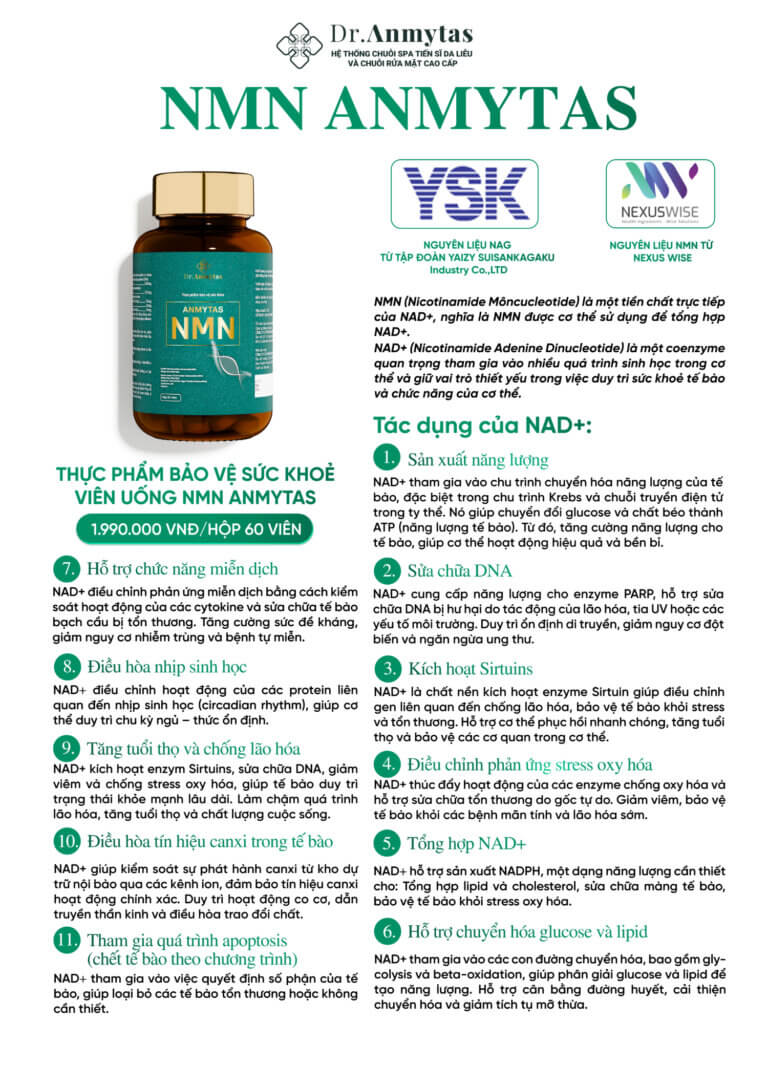 Dr.Anmytas
HỆ THỐNG CHUỖI SPA TIẾN SĨ DA LIỄU
VÀ CHUỖI RỬA MẶT CAO CẤP
NMN ANMYTAS
YSK
NGUYÊN LIỆU NAG
TỪ TẬP ĐOÀN YAIZY SUISANKAGAKU
Industry Co.,LTD
NEXUSWISE
NGUYÊN LIỆU NMN TỪ
NEXUS WISE
Dr.Anmytas
ANMYTAS
NMN
THỰC PHẨM BẢO VỆ SỨC KHOẺ
VIÊN UỐNG NMN ANMYTAS
1.990.000 VNĐ/HỘP 60 VIÊN
NMN (Nicotinamide Môncucleotide) là một tiền chất trực tiếp
của NAD+, nghĩa là NMN được cơ thể sử dụng để tổng hợp
NAD+.
NAD+ (Nicotinamide Adenine Dinucleotide) là một coenzyme
quan trọng tham gia vào nhiều quá trình sinh học trong cơ
thể và giữ vai trò thiết yếu trong việc duy trì sức khoẻ tế bào
và chức năng của cơ thể.
Tác dụng của NAD+:
1. Sản xuất năng lượng
NAD+ tham gia vào chu trình chuyển hóa năng lượng của tế
bào, đặc biệt trong chu trình Krebs và chuỗi truyền điện tử
trong ty thể. Nó giúp chuyển đổi glucose và chất béo thành
ATP (năng lượng tế bào). Từ đó, tăng cường năng lượng cho
tế bào, giúp cơ thể hoạt động hiệu quả và bền bỉ.
2. Sửa chữa DNA
NAD+ cung cấp năng lượng cho enzyme PARP, hỗ trợ sửa
chữa DNA bị hư hại do tác động của lão hóa, tia UV hoặc các
yếu tố môi trường. Duy trì ổn định di truyền, giảm nguy cơ đột
biến và ngăn ngừa ung thư.
3. Kích hoạt Sirtuins
NAD+ là chất nền kích hoạt enzyme Sirtuin giúp điều chỉnh
gen liên quan đến chống lão hóa, bảo vệ tế bào khỏi stress
và tổn thương. Hỗ trợ cơ thể phục hồi nhanh chóng, tăng tuổi
thọ và bảo vệ các cơ quan trong cơ thể.
4. Điều chỉnh phản ứng stress oxy hóa
NAD+ thúc đẩy hoạt động của các enzyme chống oxy hóa và
hỗ trợ sửa chữa tổn thương do gốc tự do. Giảm viêm, bảo vệ
tế bào khỏi các bệnh mãn tính và lão hóa sớm.
5. Tổng hợp NAD+
NAD+ hỗ trợ sản xuất NADPH, một dạng năng lượng cần thiết
cho: Tổng hợp lipid và cholesterol, sửa chữa màng tế bào,
bảo vệ tế bào khỏi stress oxy hóa.
6. Hỗ trợ chuyển hóa glucose và lipid
NAD+ tham gia vào các con đường chuyển hóa, bao gồm gly-
colysis và beta-oxidation, giúp phân giải glucose và lipid để
tạo năng lượng. Hỗ trợ cân bằng đường huyết, cải thiện
chuyển hóa và giảm tích tụ mỡ thừa.
7. Hỗ trợ chức năng miễn dịch
NAD+ điều chỉnh phản ứng miễn dịch bằng cách kiểm
soát hoạt động của các cytokine và sửa chữa tế bào
bạch cầu bị tổn thương. Tăng cường sức đề kháng,
giảm nguy cơ nhiễm trùng và bệnh tự miễn.
8. Điều hòa nhịp sinh học
NAD+ điều chỉnh hoạt động của các protein liên
quan đến nhịp sinh học (circadian rhythm), giúp cơ
thể duy trì chu kỳ ngủ – thức ổn định.
9. Tăng tuổi thọ và chống lão hóa
NAD+ kích hoạt enzym Sirtuins, sửa chữa DNA, giảm
viêm và chống stress oxy hóa, giúp tế bào duy trì
trạng thái khỏe mạnh lâu dài. Làm chậm quá trình
lão hóa, tăng tuổi thọ và chất lượng cuộc sống.
10. Điều hòa tín hiệu canxi trong tế bào
NAD+ giúp kiểm soát sự phát hành canxi từ kho dự
trữ nội bào qua các kênh ion, đảm bảo tín hiệu canxi
hoạt động chính xác. Duy trì hoạt động co cơ, dẫn
truyền thần kinh và điều hòa trao đổi chất.
11. Tham gia quá trình apoptosis
(chết tế bào theo chương trình)
NAD+ tham gia vào việc quyết định số phận của tế
bào, giúp loại bỏ các tế bào tổn thương hoặc không
cần thiết.